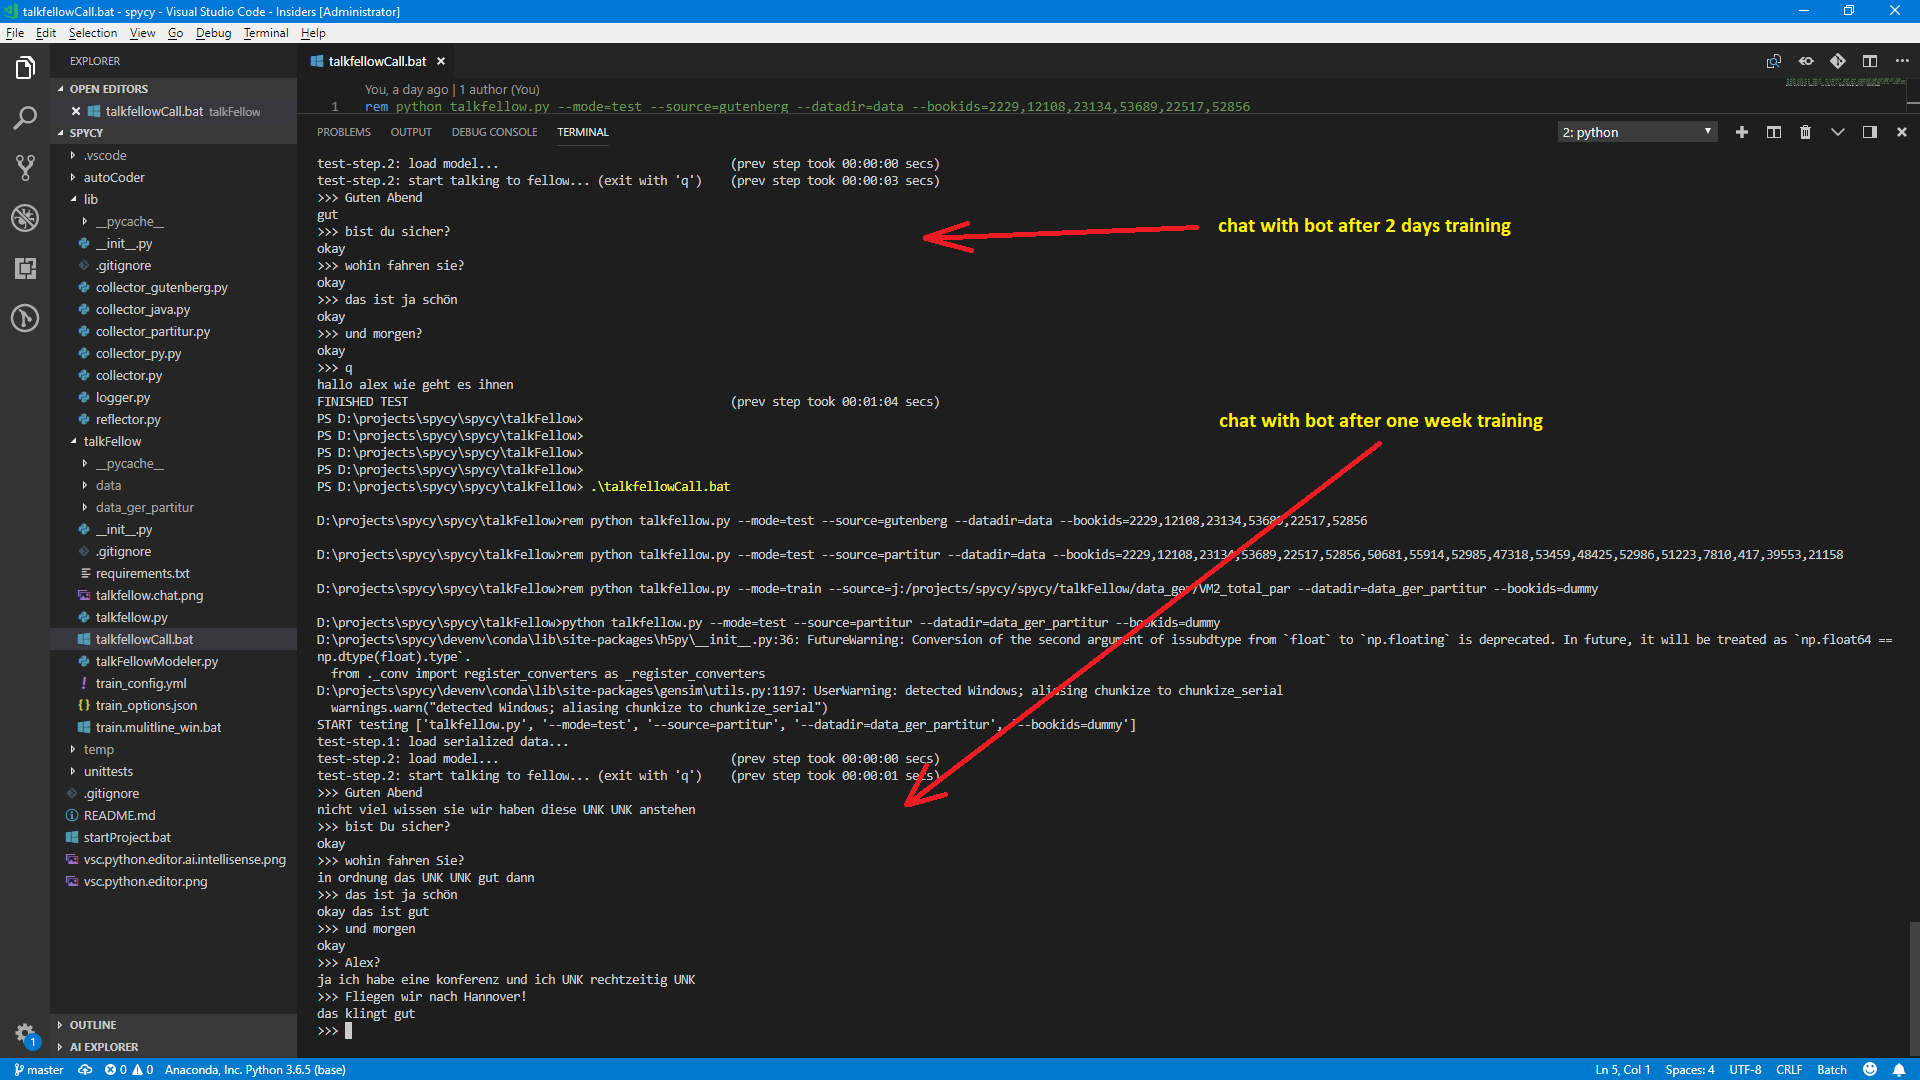 talkfellowCall.bat - spycy - Visual Studio Code - Insiders [Administrator]
File Edit Selection View Go Debug Terminal Help
EXPLORER
OPEN EDITORS
talkfellowCall.bat talkFellow
SPYCY
.vscode
autoCoder
lib
__pycache__
__init__.py
.gitignore
collector_gutenberg.py
collector_java.py
collector_partitur.py
collector_py.py
collector.py
logger.py
reflector.py
talkFellow
__pycache__
data
data_ger_partitur
__init__.py
.gitignore
requirements.txt
talkfellow.chat.png
talkfellow.py
talkfellowCall.bat
talkFellowModeler.py
train_config.yml
train_options.json
train.mulitline_win.bat
temp
unittests
.gitignore
README.md
startProject.bat
vsc.python.editor.ai.intellisense.png
vsc.python.editor.png
OUTLINE
AI EXPLORER
talkfellowCall.bat
You, a day ago | 1 author (You)
1 rem python talkfellow.py --mode=test --source=gutenberg --datadir=data --bookids=2229,12108,23134,53689,22517,52856
PROBLEMS OUTPUT DEBUG CONSOLE TERMINAL
2: python
test-step.2: load model... (prev step took 00:00:00 secs)
test-step.2: start talking to fellow... (exit with 'q') (prev step took 00:00:03 secs)
>>> Guten Abend
gut
>>> bist du sicher?
okay
>>> wohin fahren sie?
okay
>>> das ist ja schön
okay
>>> und morgen?
okay
>>> q
hallo alex wie geht es ihnen
FINISHED TEST (prev step took 00:01:04 secs)
PS D:\projects\spycy\spycy\talkFellow>
PS D:\projects\spycy\spycy\talkFellow>
PS D:\projects\spycy\spycy\talkFellow>
PS D:\projects\spycy\spycy\talkFellow>
PS D:\projects\spycy\spycy\talkFellow> .\talkfellowCall.bat
D:\projects\spycy\spycy\talkFellow>rem python talkfellow.py --mode=test --source=gutenberg --datadir=data --bookids=2229,12108,23134,53689,22517,52856
D:\projects\spycy\spycy\talkFellow>rem python talkfellow.py --mode=test --source=partitur --datadir=data --bookids=2229,12108,23134,53689,22517,52856,50681,55914,52985,47318,53459,48425,52986,51223,7810,417,39553,21158
D:\projects\spycy\spycy\talkFellow>rem python talkfellow.py --mode=train --source=j:/projects/spycy/spycy/talkFellow/data_ger/VM2_total_par --datadir=data_ger_partitur --bookids=dummy
D:\projects\spycy\spycy\talkFellow>python talkfellow.py --mode=test --source=partitur --datadir=data_ger_partitur --bookids=dummy
D:\projects\spycy\devenv\conda\lib\site-packages\h5py\__init__.py:36: FutureWarning: Conversion of the second argument of issubdtype from `float` to `np.floating` is deprecated. In future, it will be treated as `np.float64 ==
np.dtype(float).type`.
from ._conv import register_converters as _register_converters
D:\projects\spycy\devenv\conda\lib\site-packages\gensim\utils.py:1197: UserWarning: detected Windows; aliasing chunkize to chunkize_serial
warnings.warn("detected Windows; aliasing chunkize to chunkize_serial")
START testing ['talkfellow.py', '--mode=test', '--source=partitur', '--datadir=data_ger_partitur', '--bookids=dummy']
test-step.1: load serialized data...
test-step.2: load model... (prev step took 00:00:00 secs)
test-step.2: start talking to fellow... (exit with 'q') (prev step took 00:00:01 secs)
>>> Guten Abend
nicht viel wissen sie wir haben diese UNK UNK anstehen
>>> bist Du sicher?
okay
>>> wohin fahren Sie?
in ordnung das UNK UNK gut dann
>>> das ist ja schön
okay das ist gut
>>> und morgen
okay
>>> Alex?
ja ich habe eine konferenz und ich UNK rechtzeitig UNK
>>> Fliegen wir nach Hannover!
das klingt gut
>>>
chat with bot after 2 days training
chat with bot after one week training
1
master 0 0 Anaconda, Inc. Python 3.6.5 (base)
Ln 5, Col 1 Spaces: 4 UTF-8 CRLF Batch